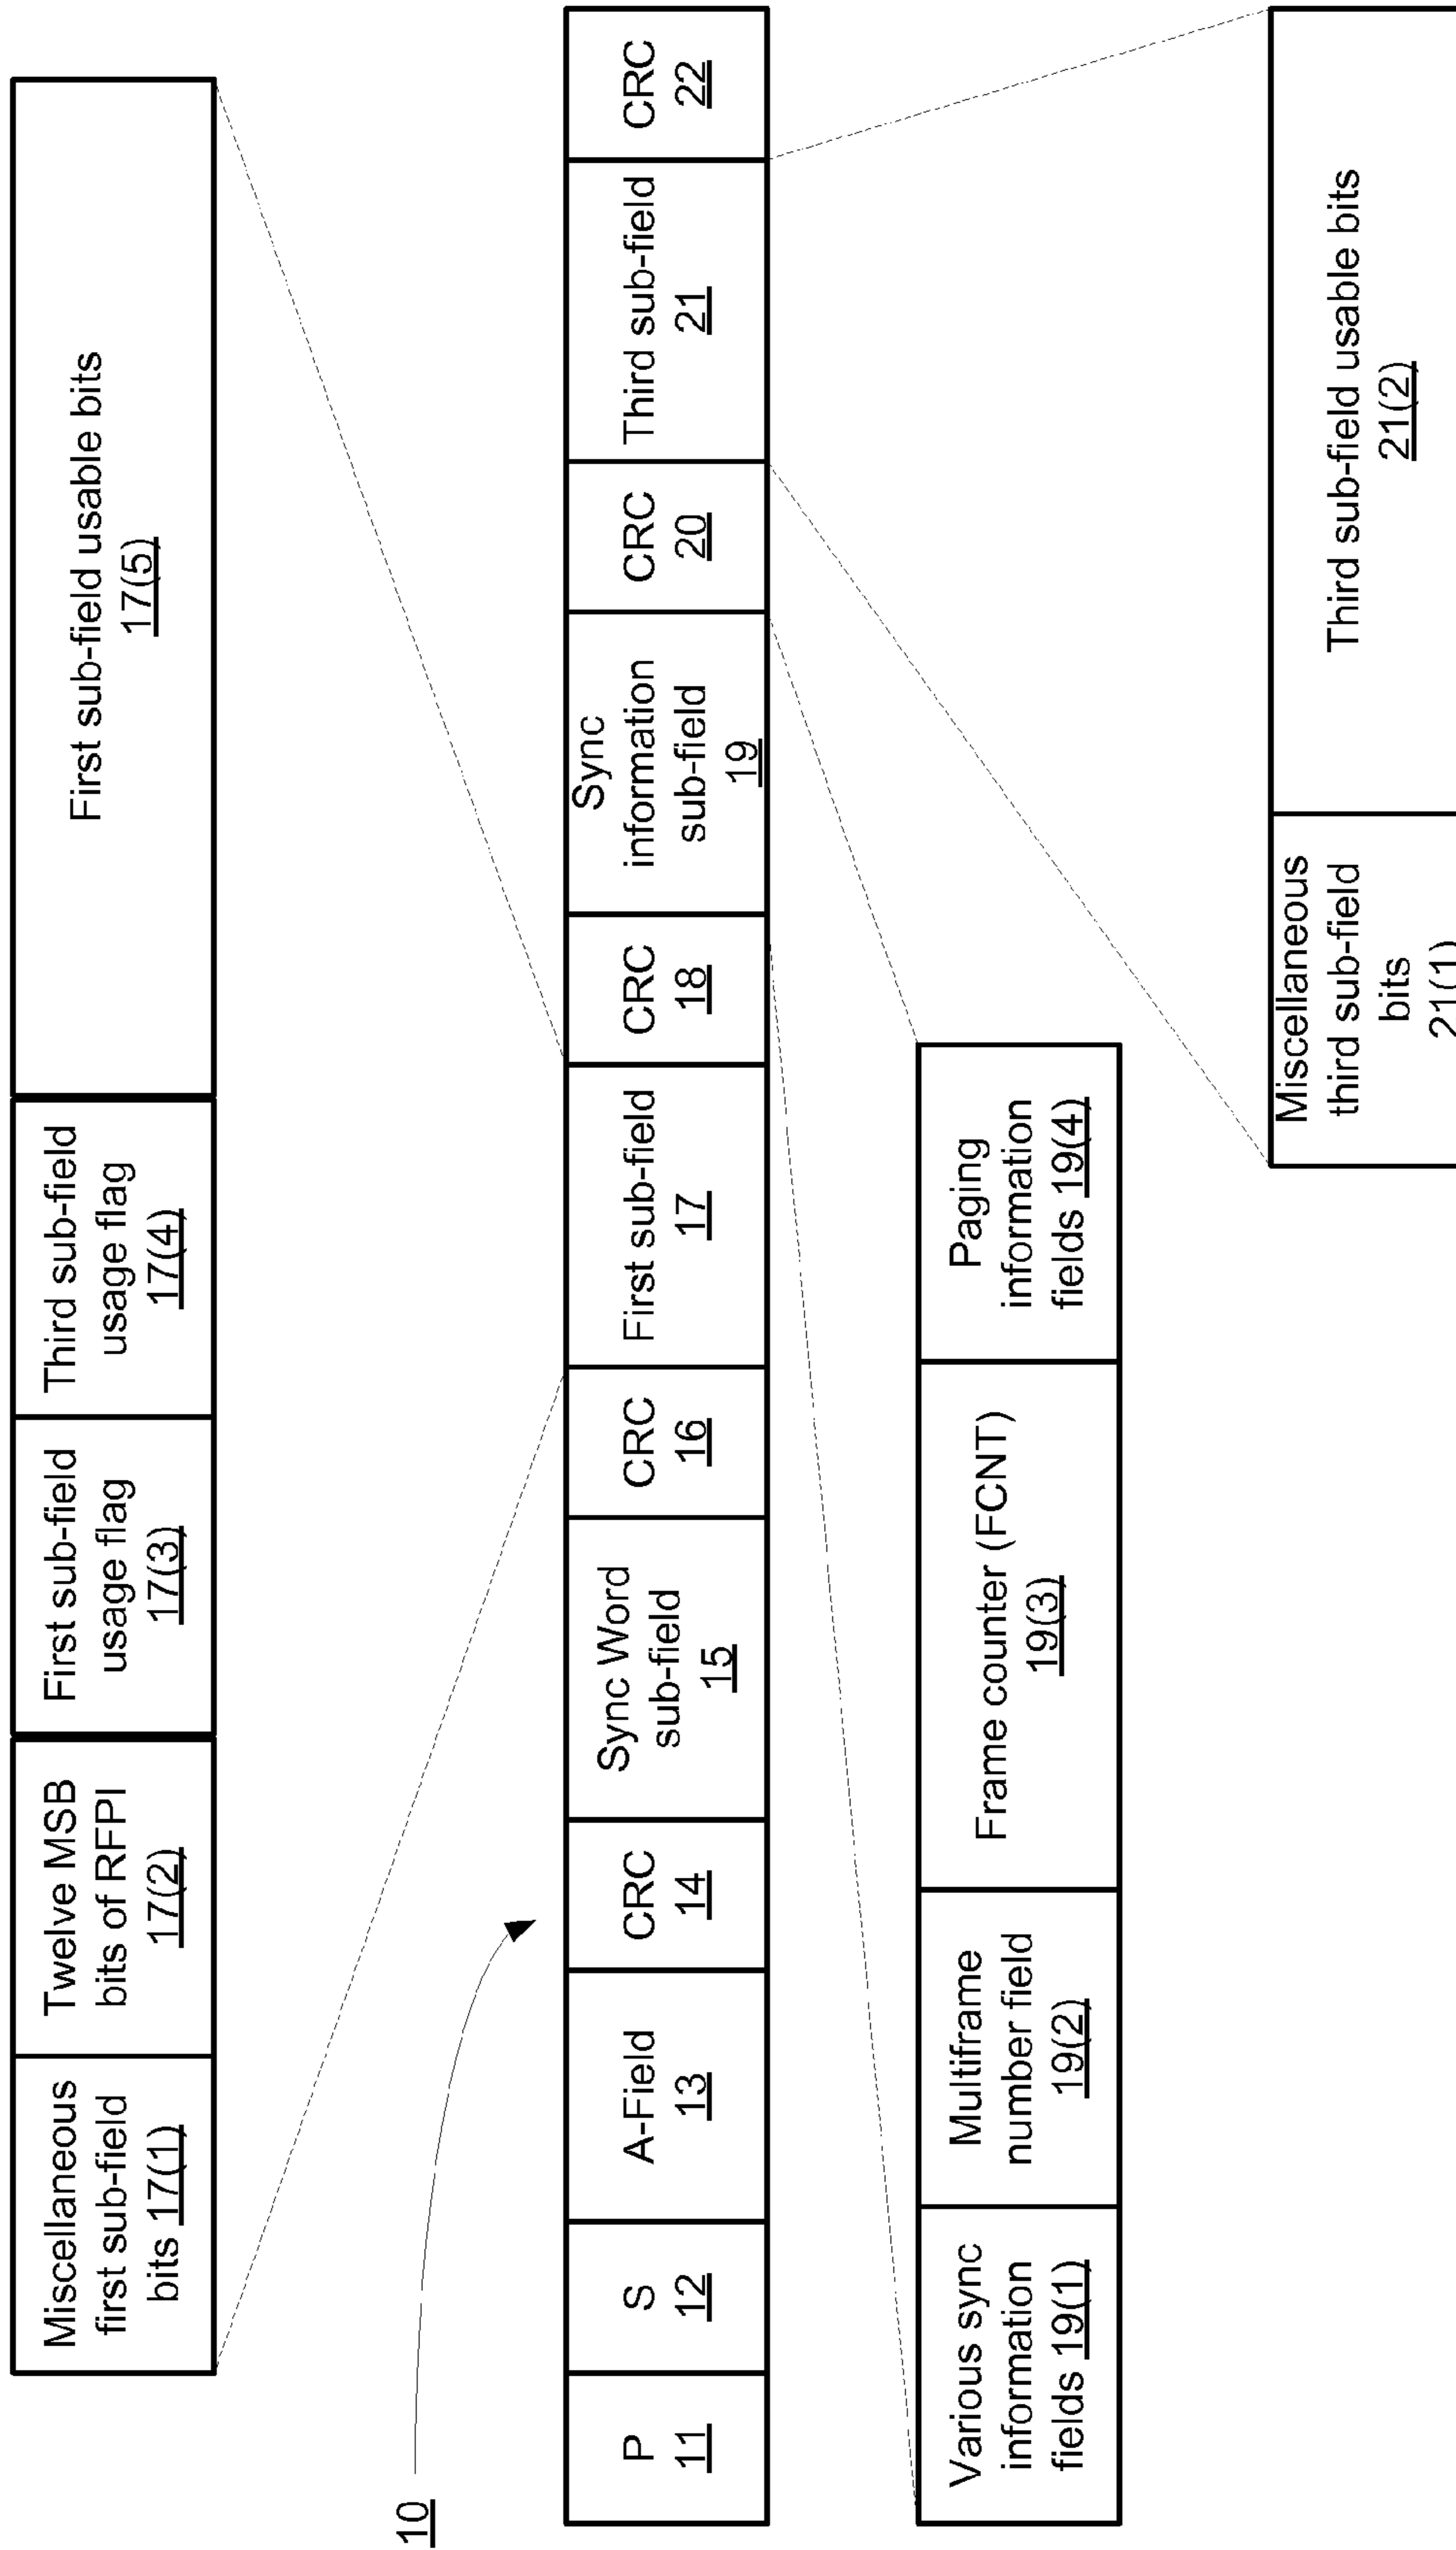 Miscellaneous
first sub-field
bits 17(1)
Twelve MSB
bits of RFPI
17(2)
First sub-field
usage flag
17(3)
Third sub-field
usage flag
17(4)
First sub-field usable bits
17(5)
10
P
11
S
12
A-Field
13
CRC
14
Sync Word
sub-field
15
CRC
16
First sub-field
17
CRC
18
Sync
information
sub-field
19
CRC
20
Third sub-field
21
CRC
22
Various sync
information
fields 19(1)
Multiframe
number field
19(2)
Frame counter (FCNT)
19(3)
Paging
information
fields 19(4)
Miscellaneous
third sub-field
bits
21(1)
Third sub-field usable bits
21(2)